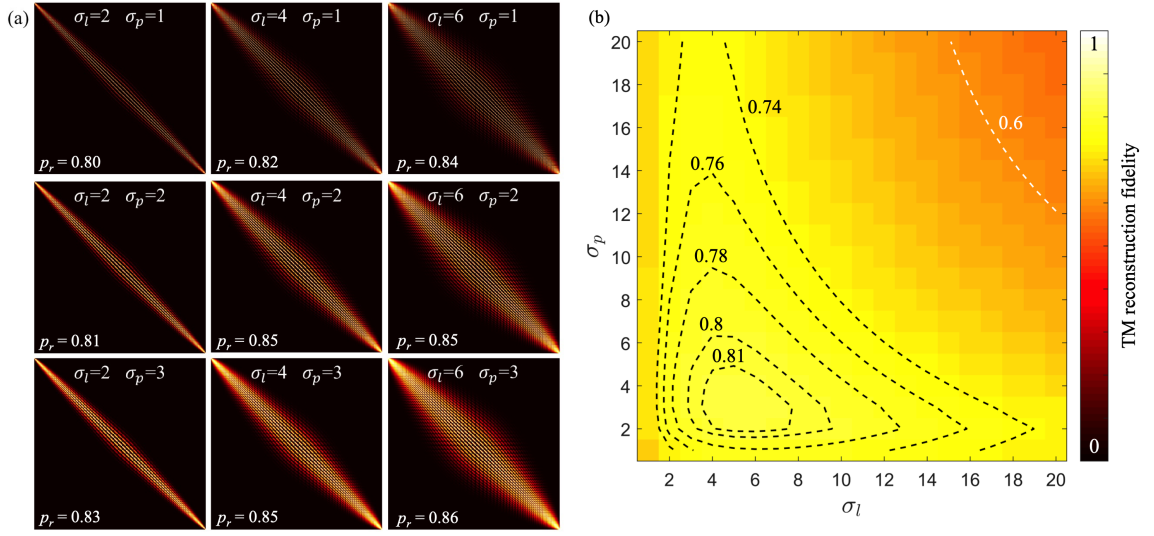 (a)
σl=2 σp=1
pr = 0.80
σl=4 σp=1
pr = 0.82
σl=6 σp=1
pr = 0.84
σl=2 σp=2
pr = 0.81
σl=4 σp=2
pr = 0.85
σl=6 σp=2
pr = 0.85
σl=2 σp=3
pr = 0.83
σl=4 σp=3
pr = 0.85
σl=6 σp=3
pr = 0.86
(b)
σp
20
18
16
14
12
10
8
6
4
2
0.74
0.6
0.76
0.78
0.8
0.81
2 4 6 8 10 12 14 16 18 20
σl
1
0
TM reconstruction fidelity